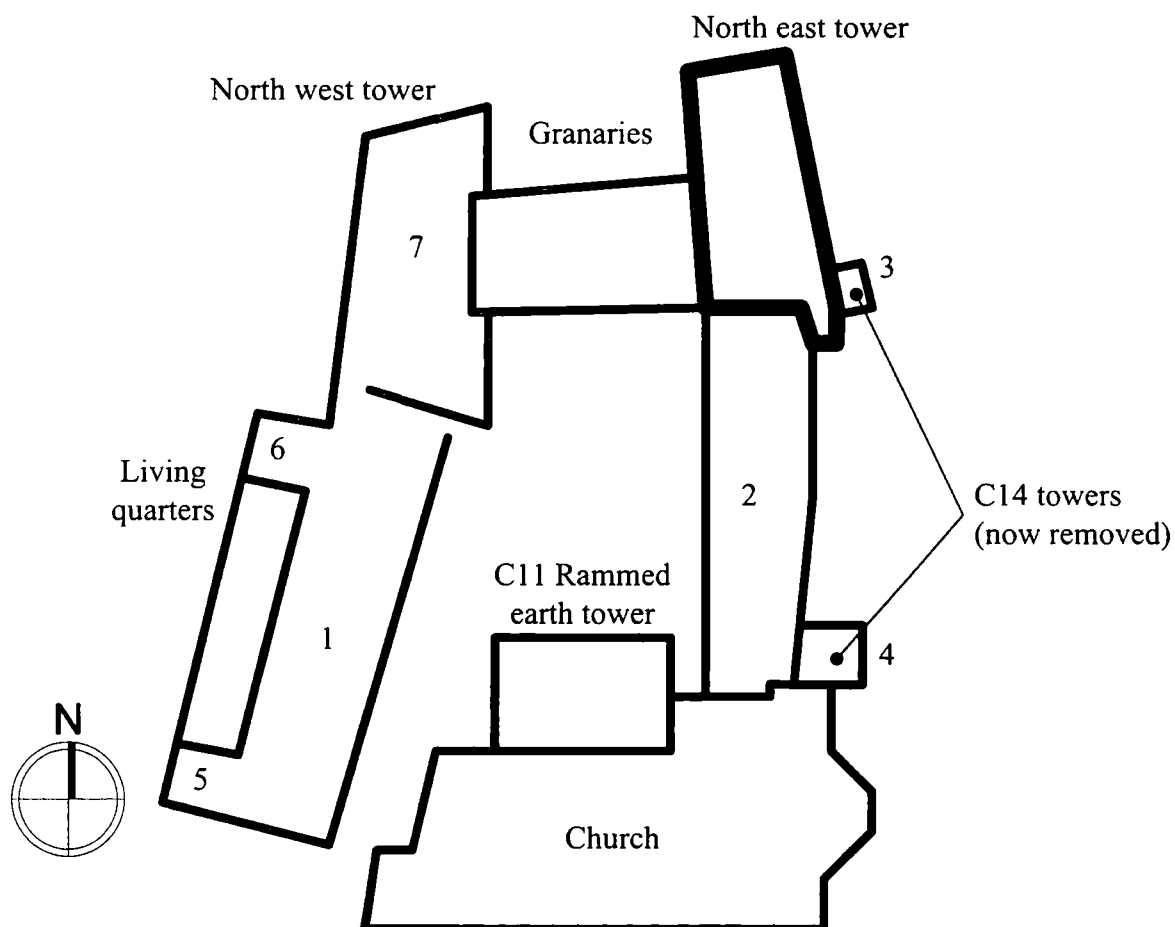 North east tower
North west tower
Granaries
7
3
6
Living
quarters
2
C14 towers
(now removed)
C11 Rammed
earth tower
1
4
N
5
Church